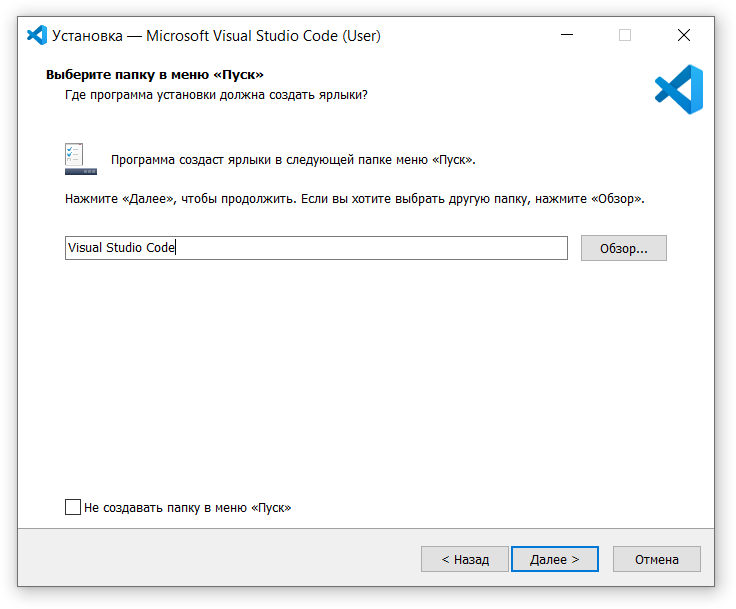 Установка — Microsoft Visual Studio Code (User)
Выберите папку в меню «Пуск»
Где программа установки должна создать ярлыки?
Программа создаст ярлыки в следующей папке меню «Пуск».
Нажмите «Далее», чтобы продолжить. Если вы хотите выбрать другую папку, нажмите «Обзор».
Visual Studio Code
Обзор...
Не создавать папку в меню «Пуск»
< Назад
Далее >
Отмена